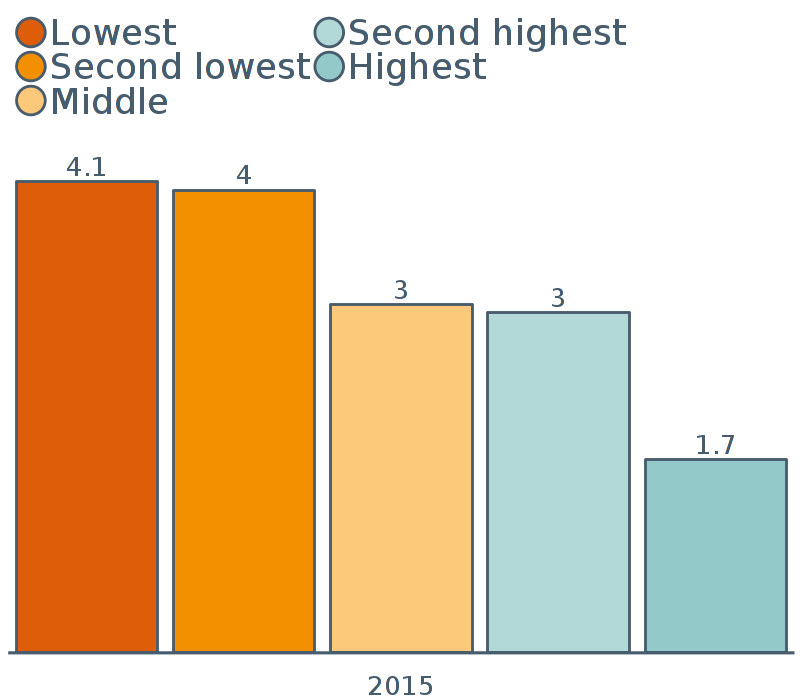 Lowest
Second lowest
Middle
Second highest
Highest
4.1
4
3
3
1.7
2015